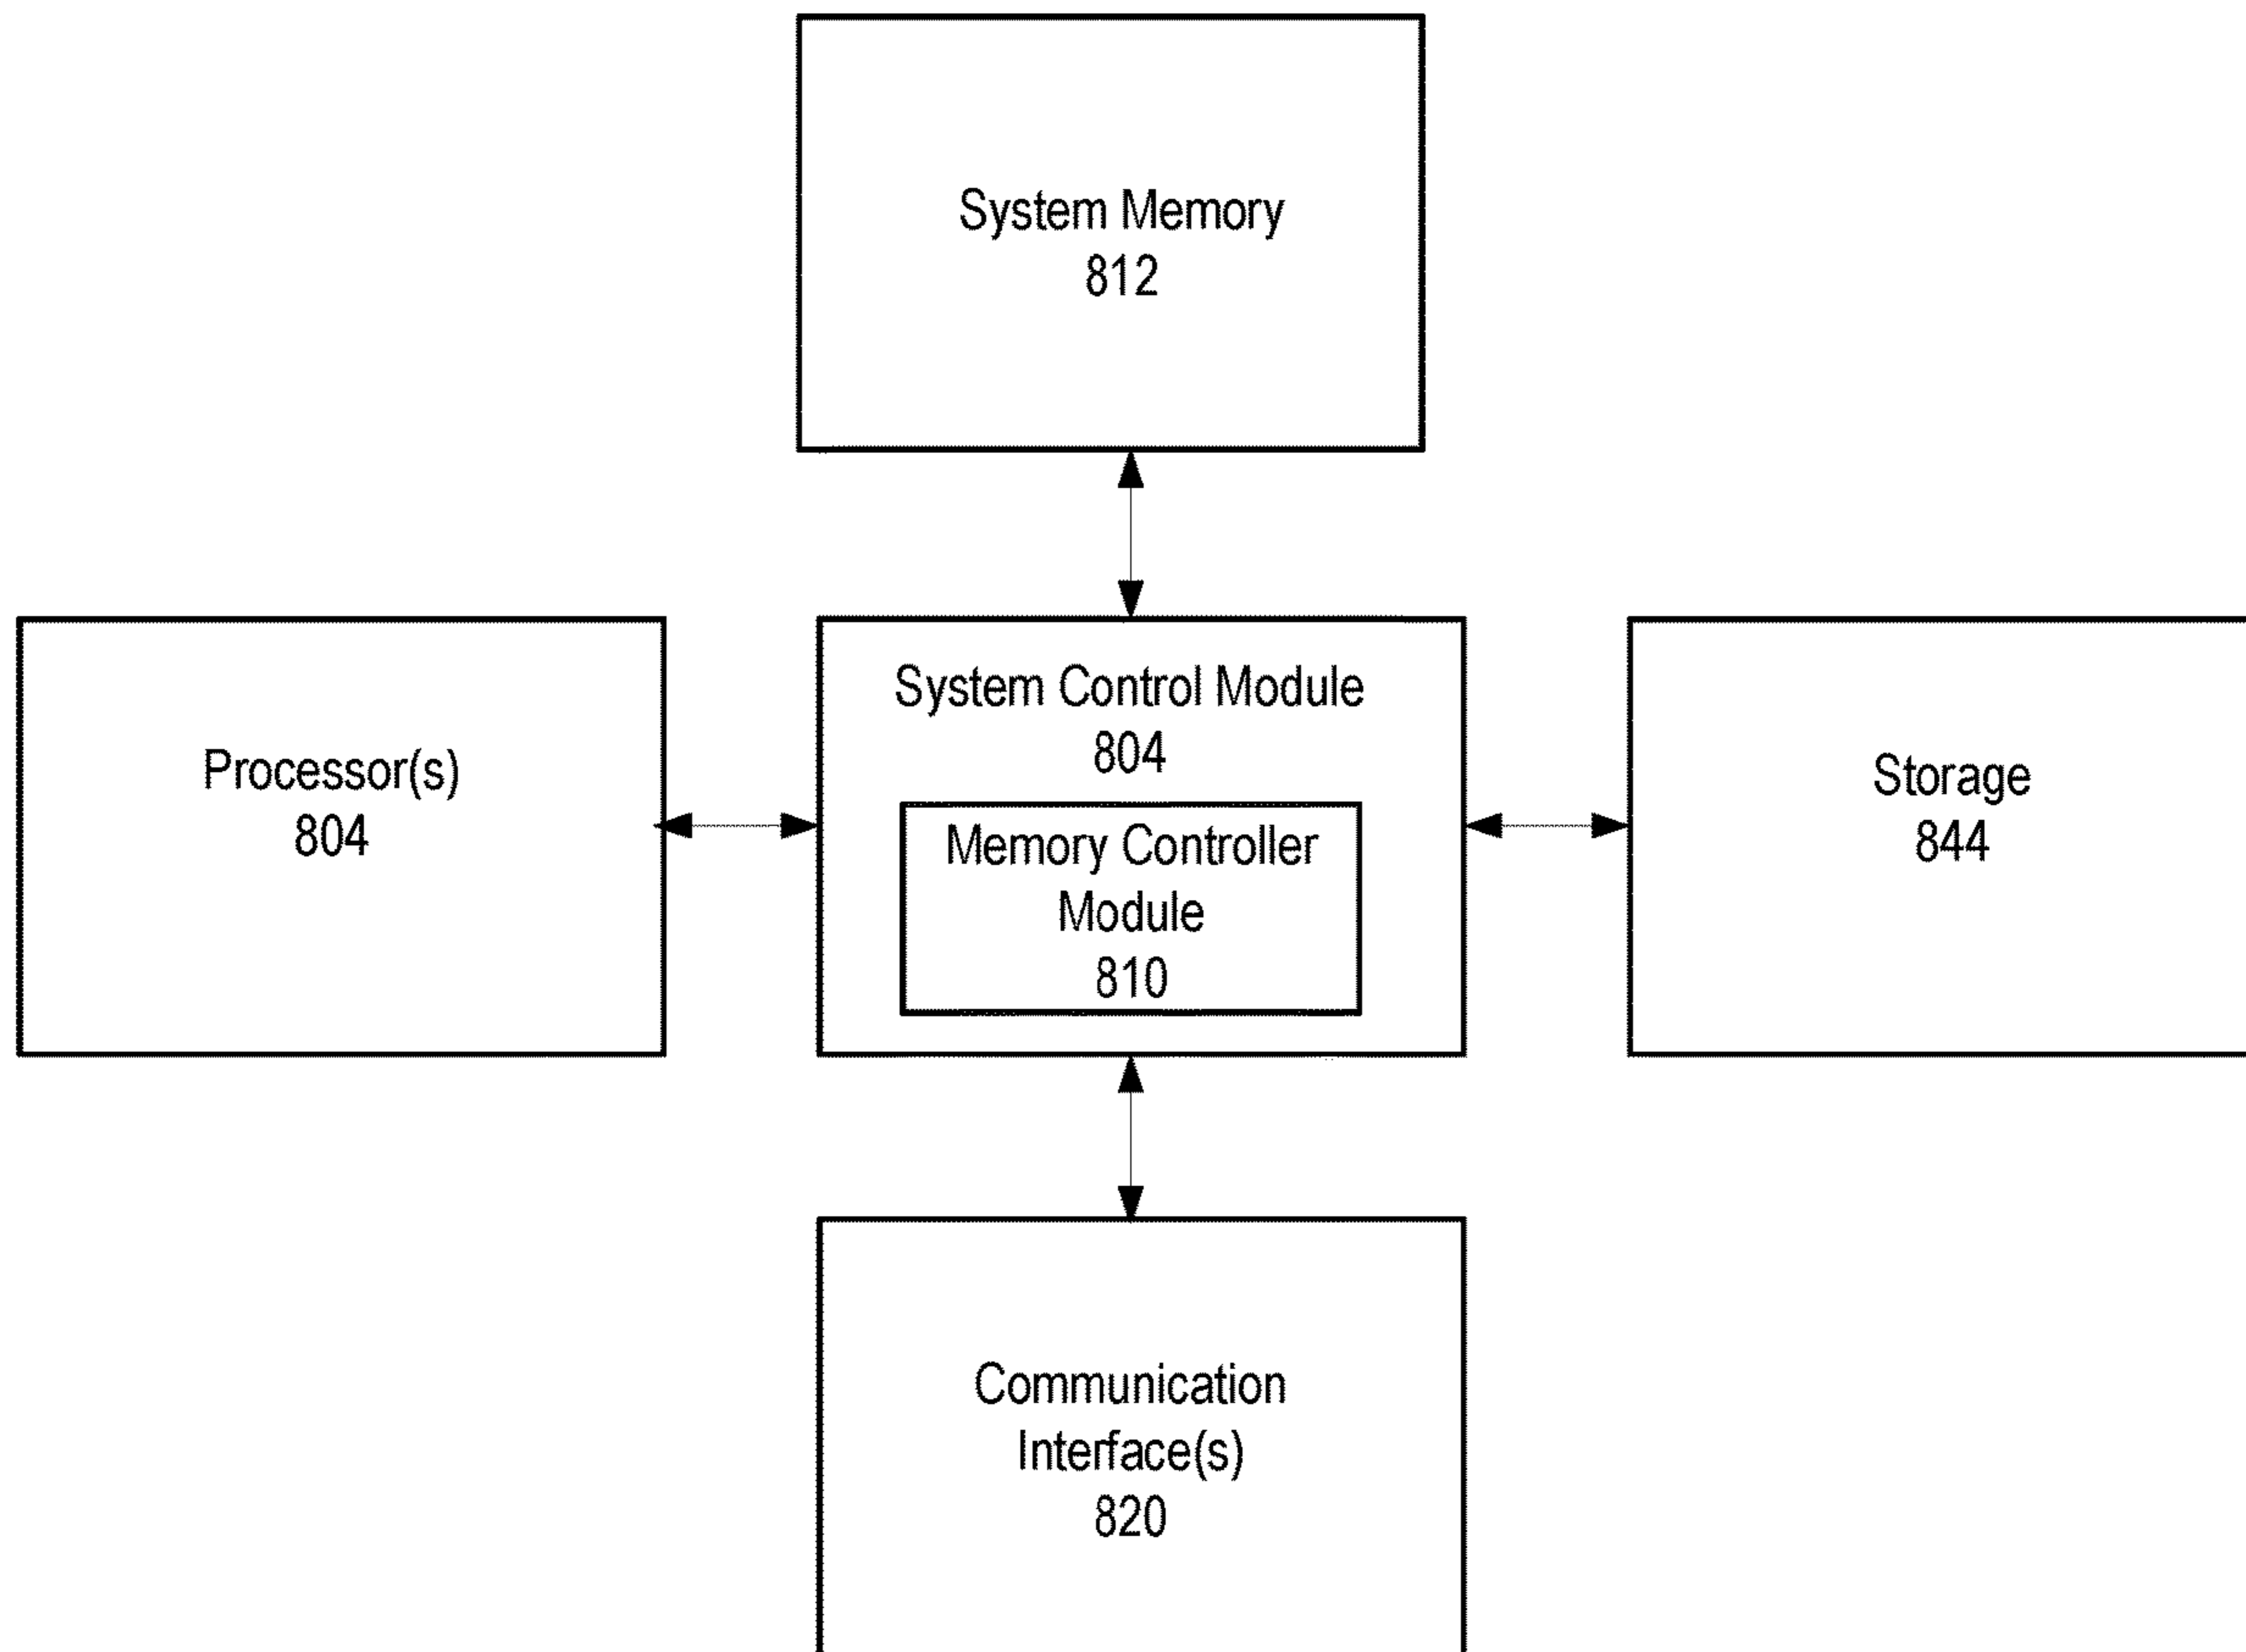 System Memory
812
Processor(s)
804
System Control Module
804
Memory Controller
Module
810
Storage
844
Communication
Interface(s)
820